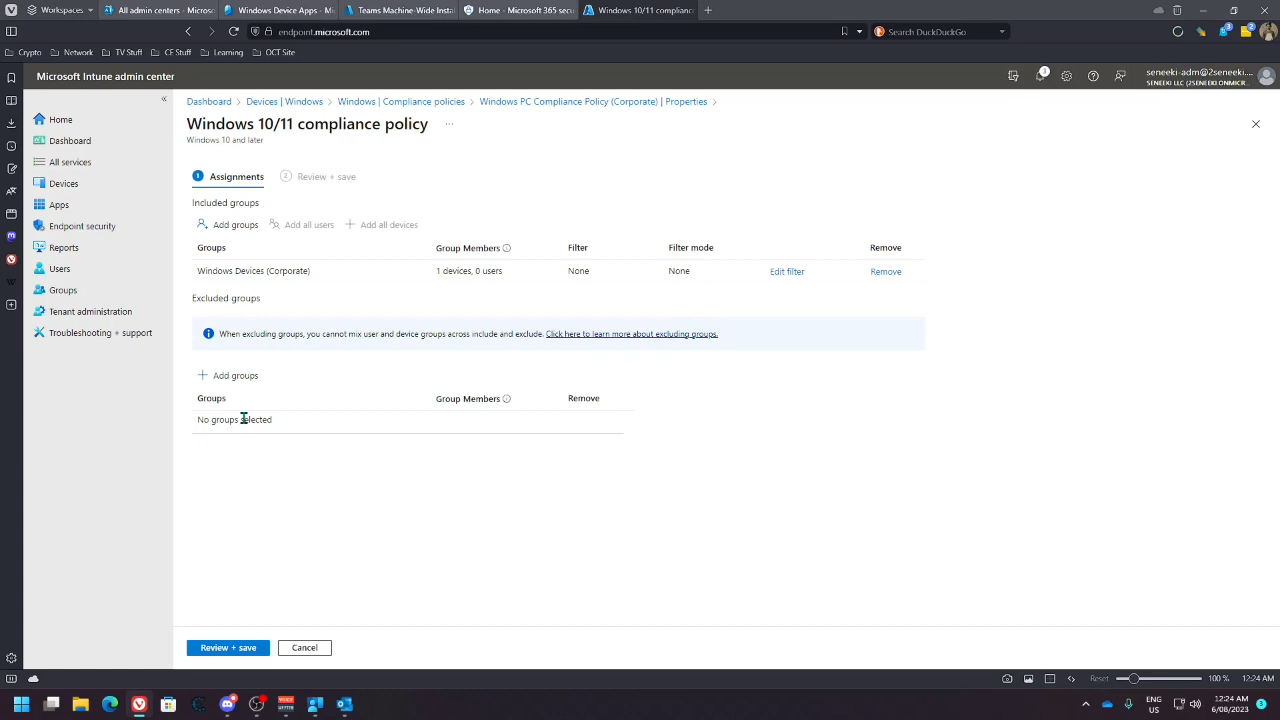 Workspaces
All admin centers - Micros
Windows Device Apps - M
Teams Machine-Wide Inst
Home - Microsoft 365 secu
Windows 10/11 complianc
endpoint.microsoft.com
Search DuckDuckGo
3
2
Crypto
Network
TV Stuff
CE Stuff
Learning
OCT Site
Microsoft Intune admin center
seneeki-adm@2seneeki....
SENEEKI LLC (2SENEEKI.ONMICR...
Dashboard > Devices | Windows > Windows | Compliance policies > Windows PC Compliance Policy (Corporate) | Properties >
Windows 10/11 compliance policy
...
Windows 10 and later
Home
Dashboard
All services
Devices
Apps
Endpoint security
Reports
Users
Groups
Tenant administration
Troubleshooting + support
1 Assignments
2 Review + save
Included groups
Add groups
Add all users
Add all devices
Groups Group Members Filter Filter mode Remove
Windows Devices (Corporate) 1 devices, 0 users None None Edit filter Remove
Excluded groups
When excluding groups, you cannot mix user and device groups across include and exclude. Click here to learn more about excluding groups.
Add groups
Groups Group Members Remove
No groups selected
Review + save
Cancel
Reset
100 %
12:24 AM
ENG
US
12:24 AM
6/08/2023
3